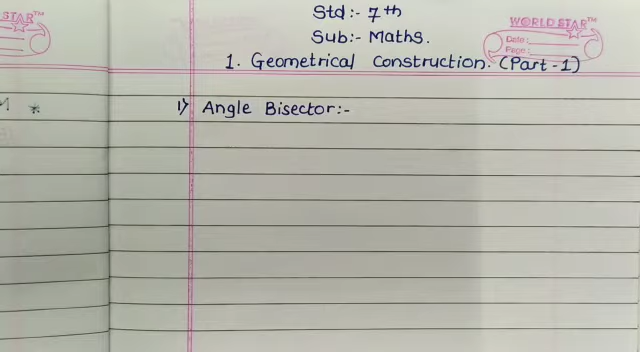 STAR™
Std:- 7th
WORLD STAR™
Sub:- Maths.
Date:
Page:
1. Geometrical Construction. (Part-1)
*
1) Angle Bisector:-